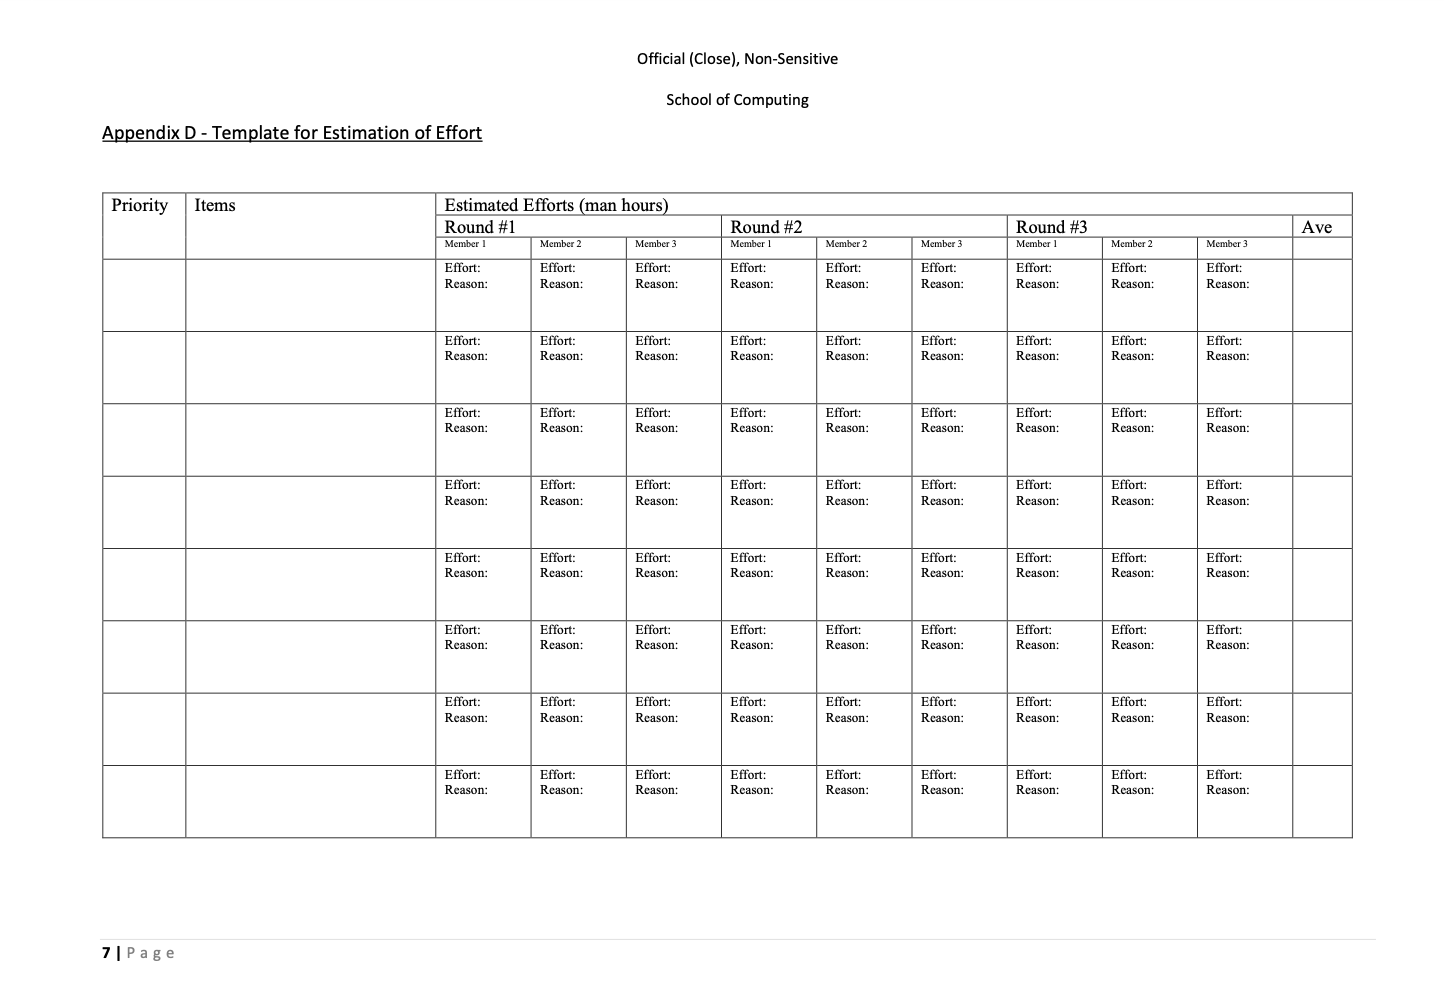 Official (Close), Non-Sensitive
School of Computing
Appendix D - Template for Estimation of Effort
Priority Items Estimated Efforts (man hours)
Round #1 Round #2 Round #3 Ave
Member 1 Member 2 Member 3 Member 1 Member 2 Member 3 Member 1 Member 2 Member 3
Effort: Effort: Effort: Effort: Effort: Effort: Effort: Effort: Effort:
Reason: Reason: Reason: Reason: Reason: Reason: Reason: Reason: Reason:
Effort: Effort: Effort: Effort: Effort: Effort: Effort: Effort: Effort:
Reason: Reason: Reason: Reason: Reason: Reason: Reason: Reason: Reason:
Effort: Effort: Effort: Effort: Effort: Effort: Effort: Effort: Effort:
Reason: Reason: Reason: Reason: Reason: Reason: Reason: Reason: Reason:
Effort: Effort: Effort: Effort: Effort: Effort: Effort: Effort: Effort:
Reason: Reason: Reason: Reason: Reason: Reason: Reason: Reason: Reason:
Effort: Effort: Effort: Effort: Effort: Effort: Effort: Effort: Effort:
Reason: Reason: Reason: Reason: Reason: Reason: Reason: Reason: Reason:
Effort: Effort: Effort: Effort: Effort: Effort: Effort: Effort: Effort:
Reason: Reason: Reason: Reason: Reason: Reason: Reason: Reason: Reason:
Effort: Effort: Effort: Effort: Effort: Effort: Effort: Effort: Effort:
Reason: Reason: Reason: Reason: Reason: Reason: Reason: Reason: Reason:
Effort: Effort: Effort: Effort: Effort: Effort: Effort: Effort: Effort:
Reason: Reason: Reason: Reason: Reason: Reason: Reason: Reason: Reason:
7 | Page